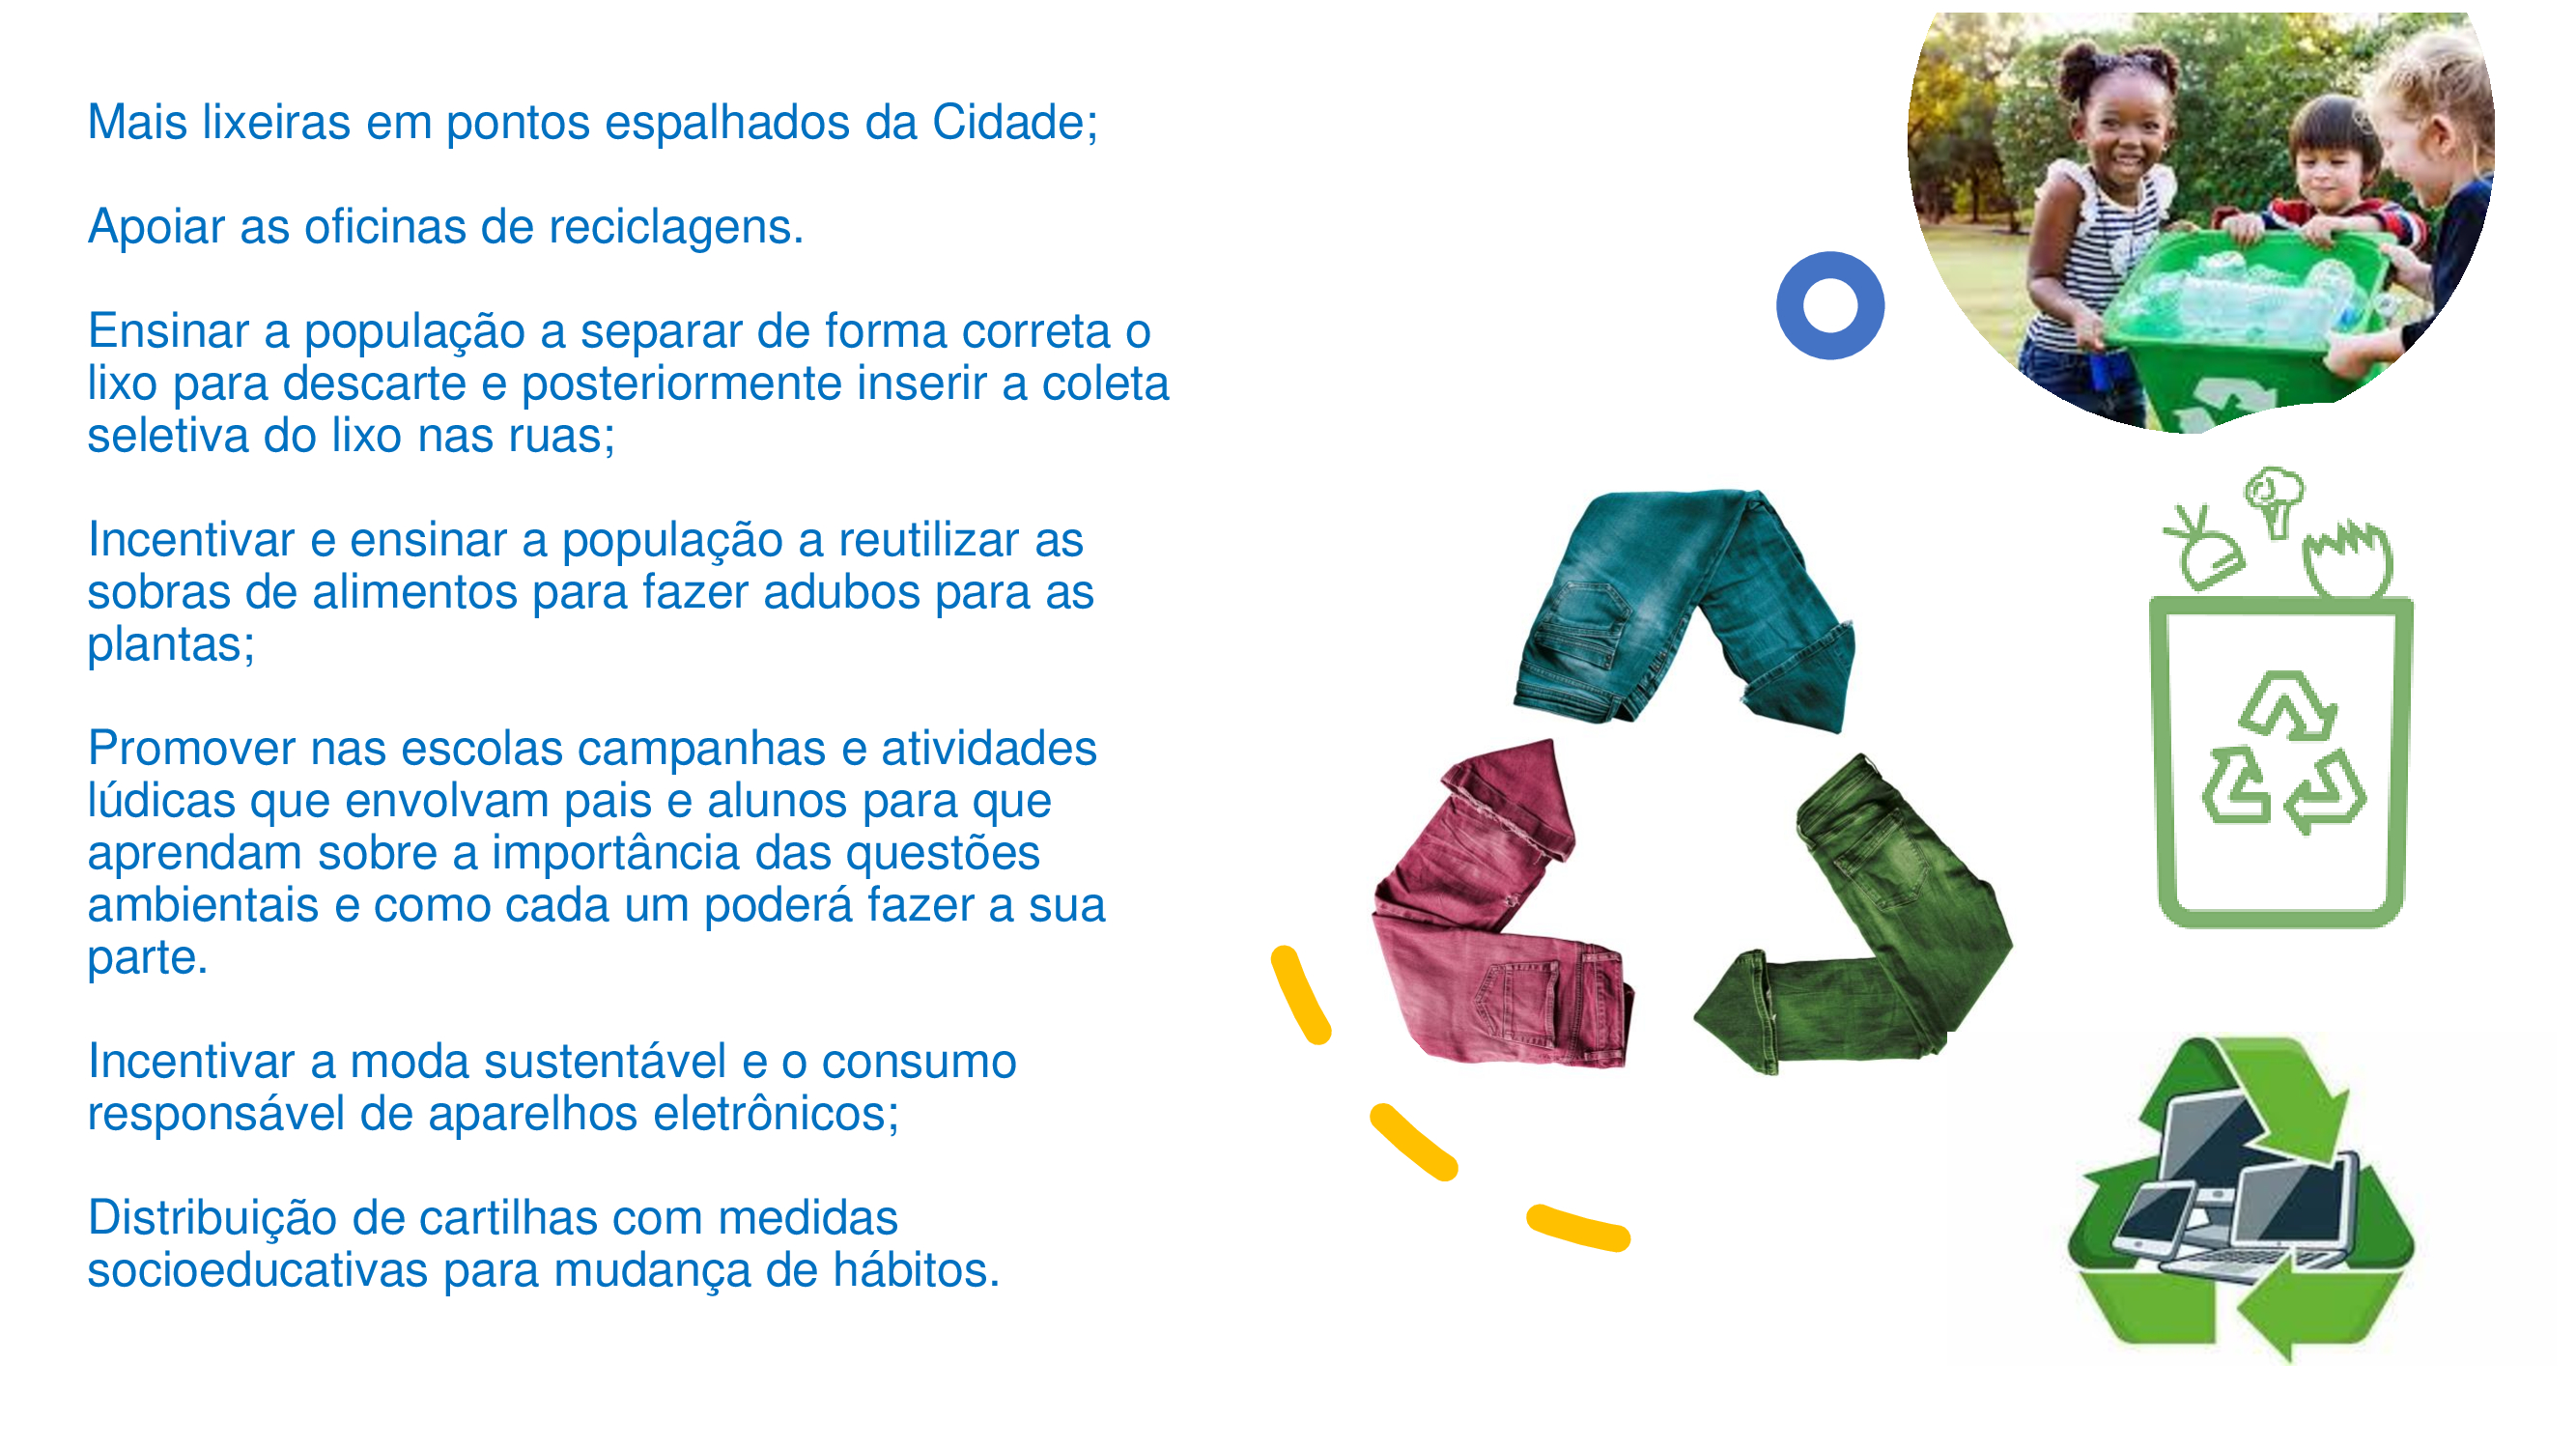 Mais lixeiras em pontos espalhados da Cidade;
Apoiar as oficinas de reciclagens.
Ensinar a população a separar de forma correta o
lixo para descarte e posteriormente inserir a coleta
seletiva do lixo nas ruas;
Incentivar e ensinar a população a reutilizar as
sobras de alimentos para fazer adubos para as
plantas;
Promover nas escolas campanhas e atividades
lúdicas que envolvam pais e alunos para que
aprendam sobre a importância das questões
ambientais e como cada um poderá fazer a sua
parte.
Incentivar a moda sustentável e o consumo
responsável de aparelhos eletrônicos;
Distribuição de cartilhas com medidas
socioeducativas para mudança de hábitos.